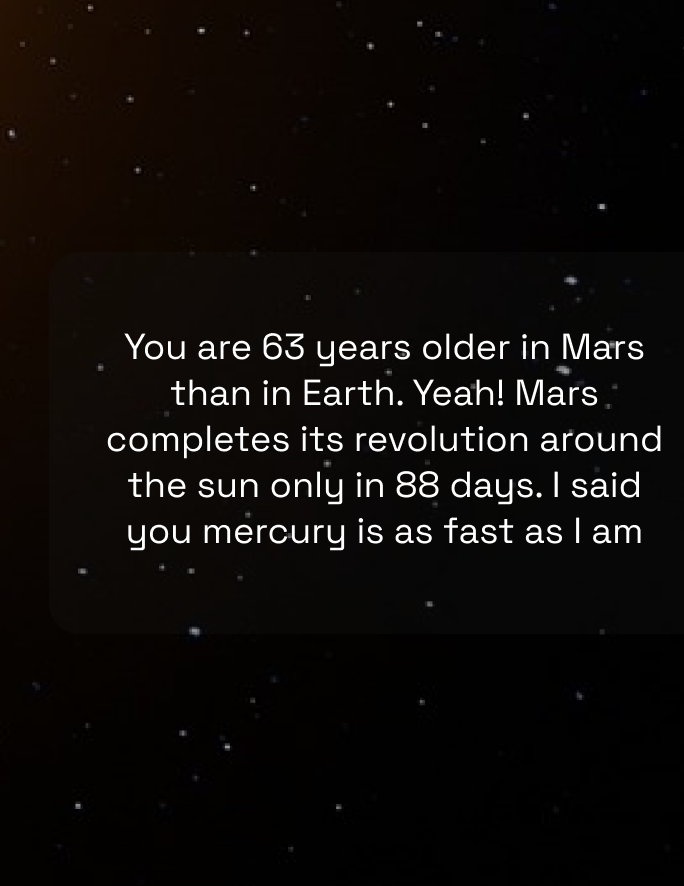 You are 63 years older in Mars
than in Earth. Yeah! Mars
completes its revolution around
the sun only in 88 days. I said
you mercury is as fast as I am